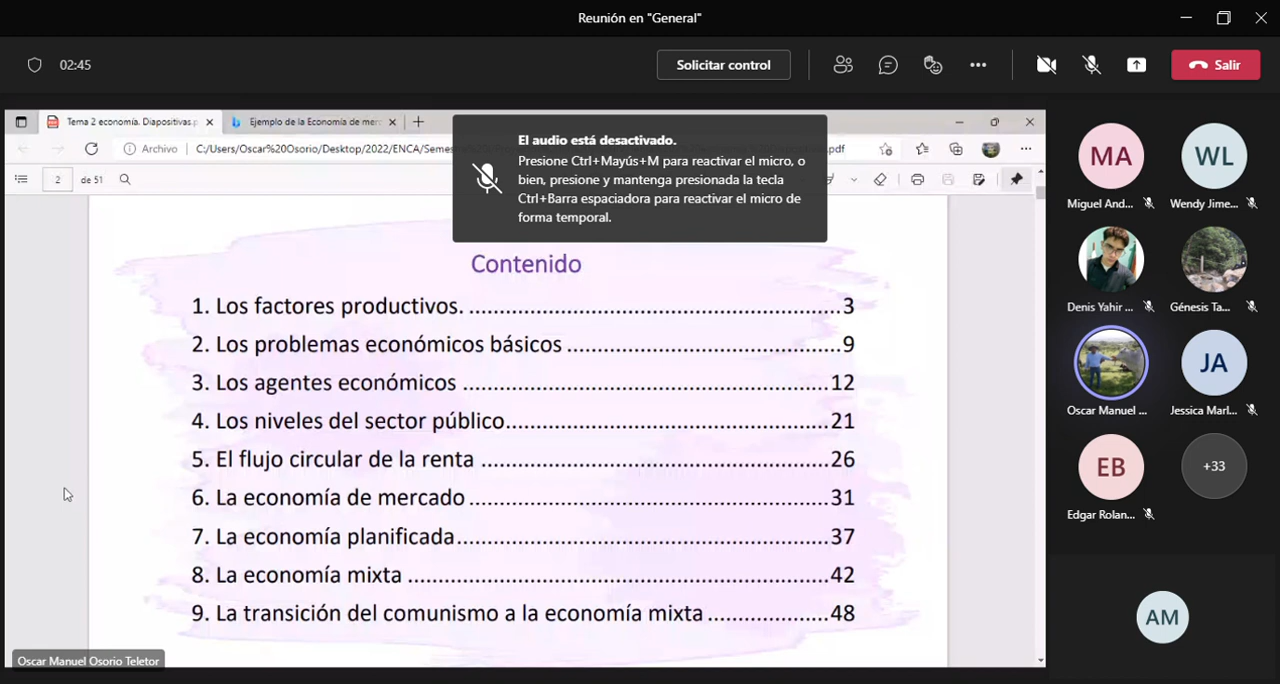 Reunión en "General"
02:45
Solicitar control
Salir
Tema 2 economía. Diapositivas.p
Ejemplo de la Economía de merc
Archivo
C:/Users/Oscar%20Osorio/Desktop/2022/ENCA/Semes
.pdf
2
de 51
El audio está desactivado.
Presione Ctrl+Mayús+M para reactivar el micro, o
bien, presione y mantenga presionada la tecla
Ctrl+Barra espaciadora para reactivar el micro de
forma temporal.
Contenido
1. Los factores productivos. ...................................................3
2. Los problemas económicos básicos .....................................9
3. Los agentes económicos ...................................................12
4. Los niveles del sector público............................................21
5. El flujo circular de la renta ................................................26
6. La economía de mercado..................................................31
7. La economía planificada...................................................37
8. La economía mixta ..........................................................42
9. La transición del comunismo a la economía mixta .................48
Oscar Manuel Osorio Teletor
MA
WL
Miguel And...
Wendy Jime...
Denis Yahir ...
Génesis Ta...
JA
Oscar Manuel ...
Jessica Marl...
EB
+33
Edgar Rolan...
AM